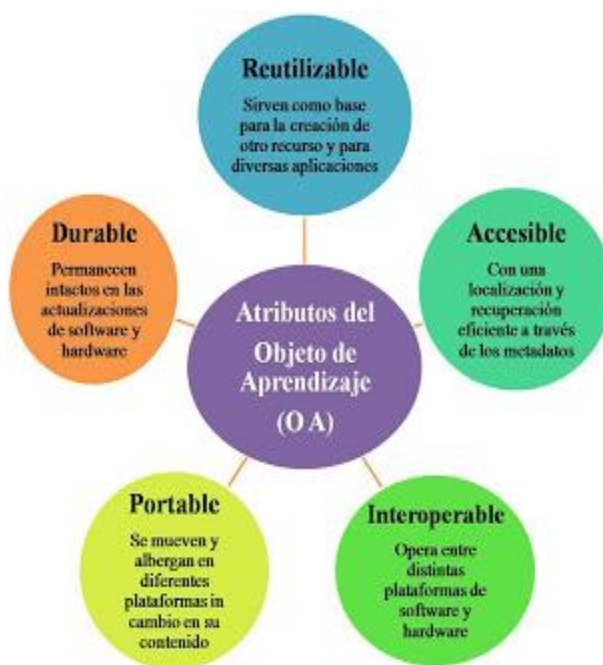 Reutilizable
Sirven como base
para la creación de
otro recurso y para
diversas aplicaciones
Durable
Permanecen
intactos en las
actualizaciones
de software y
hardware
Accesible
Con una
localización y
recuperación
eficiente a través
de los metadatos
Atributos del
Objeto de
Aprendizaje
(O A)
Portable
Se mueven y
albergan en
diferentes
plataformas in
cambio en su
contenido
Interoperable
Opera entre
distintas
plataformas de
software y
hardware